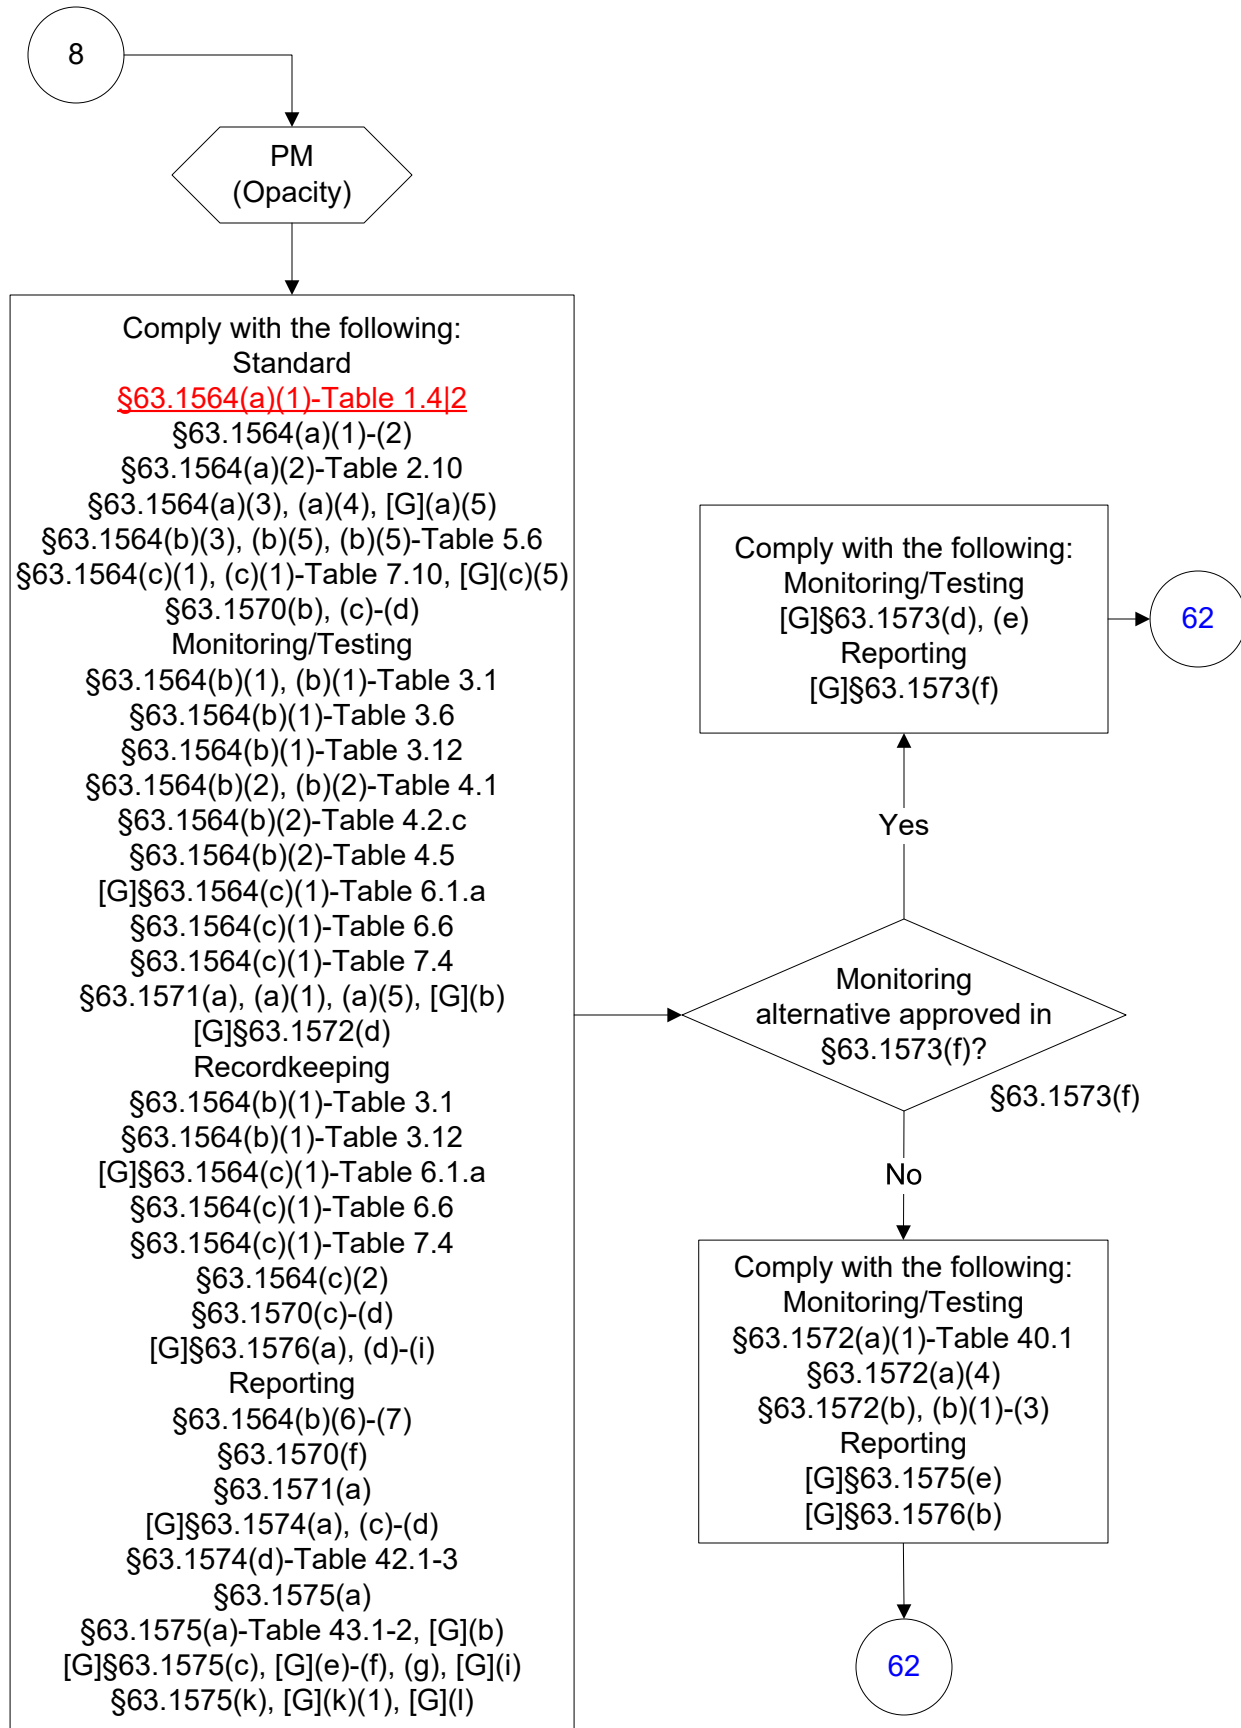 8
PM
(Opacity)
Comply with the following:
Standard
§63.1564(a)(1)-Table 1.4|2
§63.1564(a)(1)-(2)
§63.1564(a)(2)-Table 2.10
§63.1564(a)(3), (a)(4), [G](a)(5)
§63.1564(b)(3), (b)(5), (b)(5)-Table 5.6
§63.1564(c)(1), (c)(1)-Table 7.10, [G](c)(5)
§63.1570(b), (c)-(d)
Monitoring/Testing
§63.1564(b)(1), (b)(1)-Table 3.1
§63.1564(b)(1)-Table 3.6
§63.1564(b)(1)-Table 3.12
§63.1564(b)(2), (b)(2)-Table 4.1
§63.1564(b)(2)-Table 4.2.c
§63.1564(b)(2)-Table 4.5
[G]§63.1564(c)(1)-Table 6.1.a
§63.1564(c)(1)-Table 6.6
§63.1564(c)(1)-Table 7.4
§63.1571(a), (a)(1), (a)(5), [G](b)
[G]§63.1572(d)
Recordkeeping
§63.1564(b)(1)-Table 3.1
§63.1564(b)(1)-Table 3.12
[G]§63.1564(c)(1)-Table 6.1.a
§63.1564(c)(1)-Table 6.6
§63.1564(c)(1)-Table 7.4
§63.1564(c)(2)
§63.1570(c)-(d)
[G]§63.1576(a), (d)-(i)
Reporting
§63.1564(b)(6)-(7)
§63.1570(f)
§63.1571(a)
[G]§63.1574(a), (c)-(d)
§63.1574(d)-Table 42.1-3
§63.1575(a)
§63.1575(a)-Table 43.1-2, [G](b)
[G]§63.1575(c), [G](e)-(f), (g), [G](i)
§63.1575(k), [G](k)(1), [G](l)
Comply with the following:
Monitoring/Testing
[G]§63.1573(d), (e)
Reporting
[G]§63.1573(f)
62
Yes
Monitoring
alternative approved in
§63.1573(f)?
§63.1573(f)
No
Comply with the following:
Monitoring/Testing
§63.1572(a)(1)-Table 40.1
§63.1572(a)(4)
§63.1572(b), (b)(1)-(3)
Reporting
[G]§63.1575(e)
[G]§63.1576(b)
62